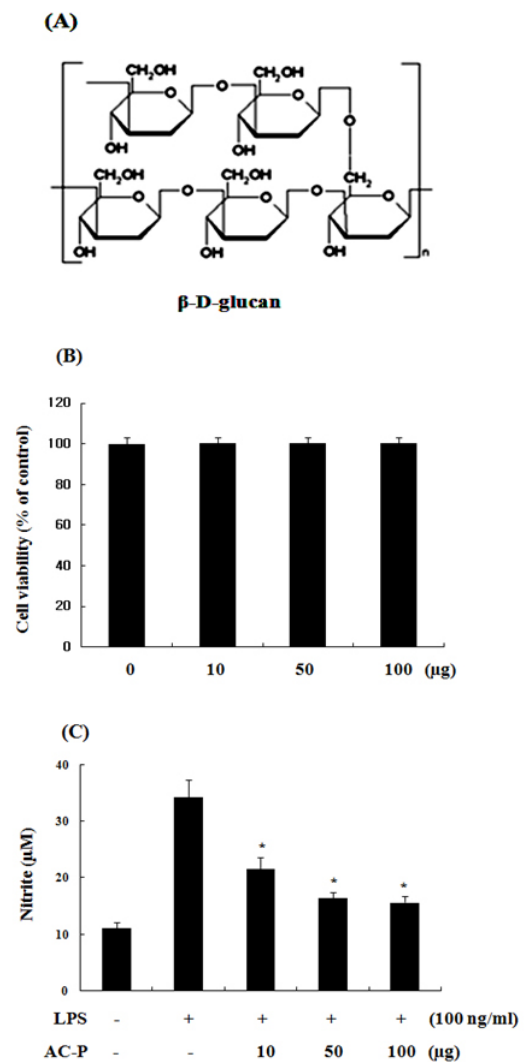 (A)
CH₂OH CH₂OH
O O O
O
OH OH
CH₂OH CH₂OH CH₂
O O O O O
OH OH OH
n
β-D-glucan
(B)
Cell viability (% of control)
120
100
80
60
40
20
0
0 10 50 100 (μg)
(C)
Nitrite (μM)
40
30
20
10
0
* * *
LPS - + + + + (100 ng/ml)
AC-P - - 10 50 100 (μg)